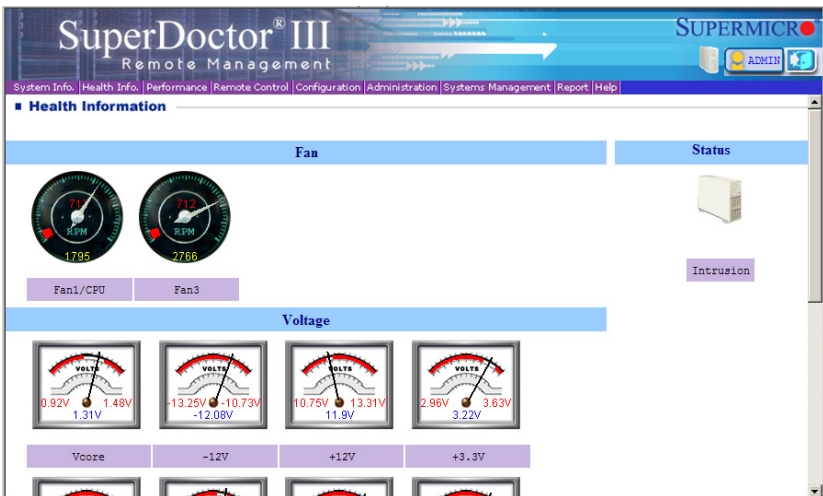 SuperDoctor® III
Remote Management
SUPERMICRO®
ADMIN
System Info. Health Info. Performance Remote Control Configuration Administration Systems Management Report Help
Health Information
Fan Status
712 712
RPM RPM
1795 2766
Intrusion
Fan1/CPU Fan3
Voltage
VOLTS VOLTS VOLTS VOLTS
0.92V 1.48V -13.25V -10.73V 10.75V 13.31V 2.96V 3.63V
1.31V -12.08V 11.9V 3.22V
Vcore -12V +12V +3.3V